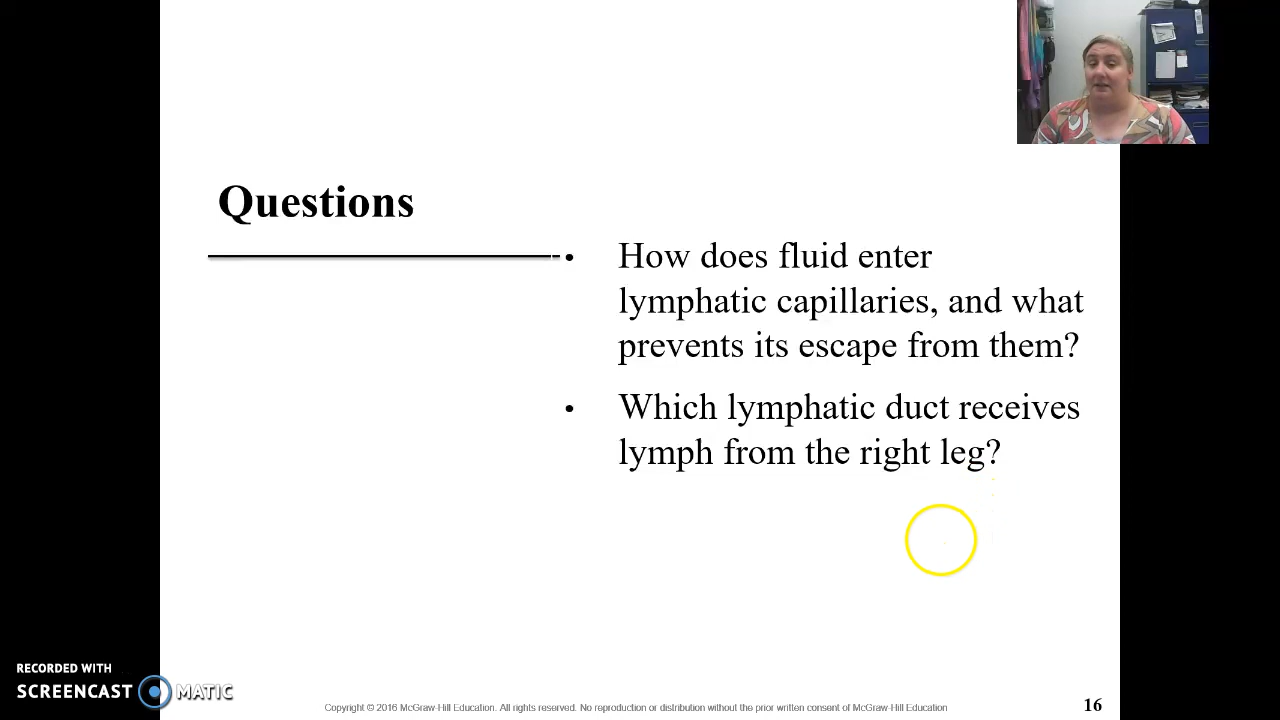 Questions
• How does fluid enter
lymphatic capillaries, and what
prevents its escape from them?
• Which lymphatic duct receives
lymph from the right leg?
RECORDED WITH
SCREENCAST MATIC
Copyright © 2016 McGraw-Hill Education. All rights reserved. No reproduction or distribution without the prior written consent of McGraw-Hill Education
16